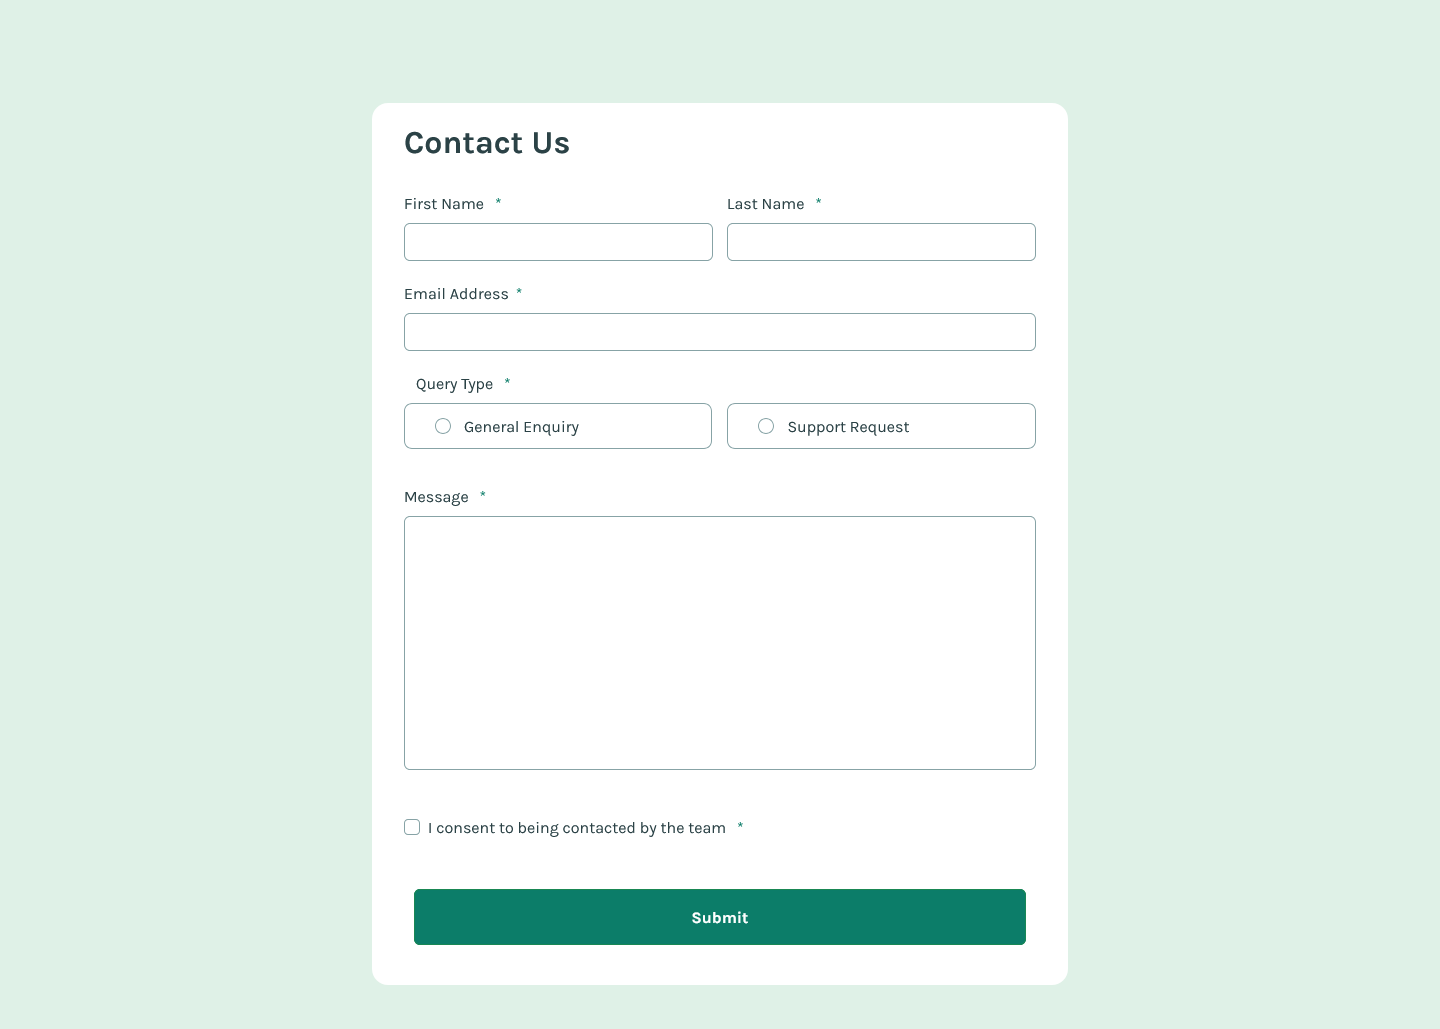 Contact Us
First Name *
Last Name *
Email Address *
Query Type *
General Enquiry
Support Request
Message *
I consent to being contacted by the team *
Submit